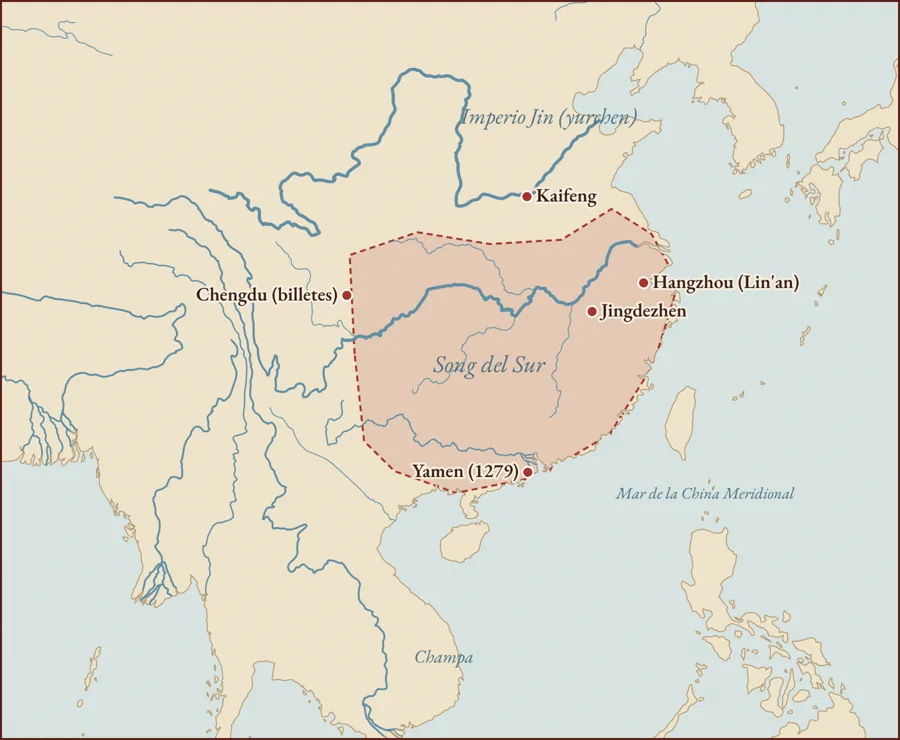 Imperio Jin (yurchen)
Kaifeng
Hangzhou (Lin'an)
Chengdu (billetes)
Jingdezhen
Song del Sur
Yamen (1279)
Mar de la China Meridional
Champa